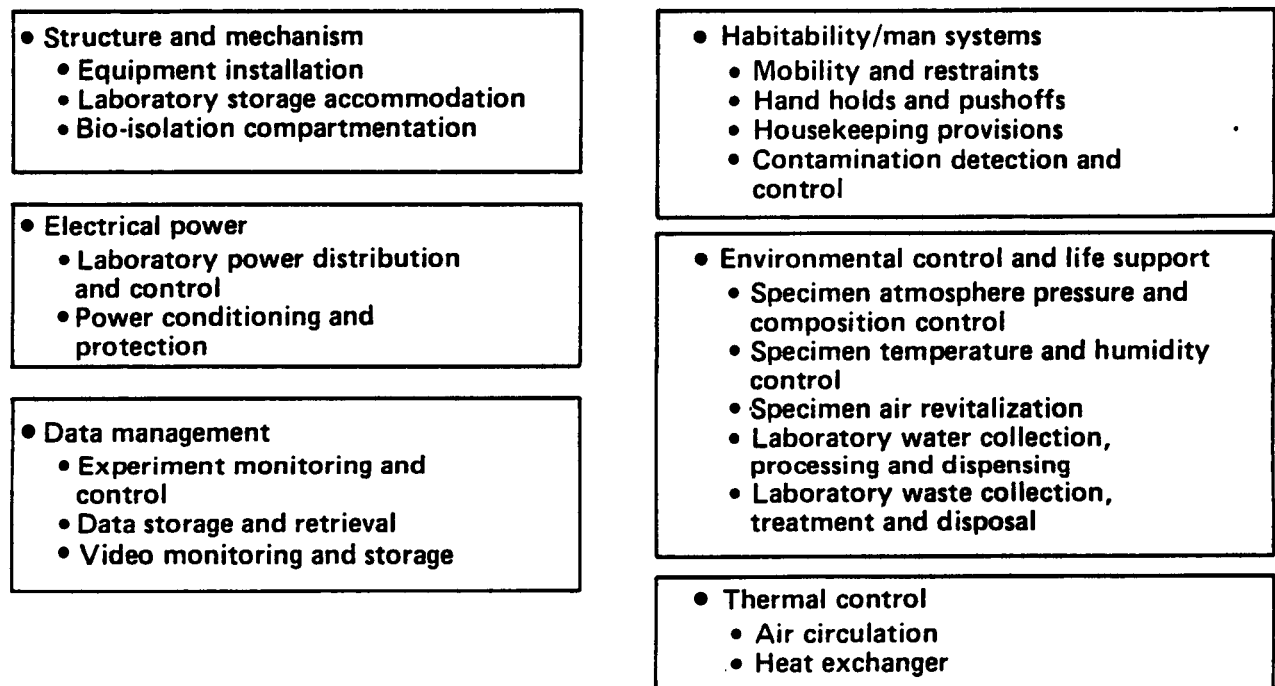 • Structure and mechanism
• Equipment installation
• Laboratory storage accommodation
• Bio-isolation compartmentation
• Electrical power
• Laboratory power distribution
and control
• Power conditioning and
protection
• Data management
• Experiment monitoring and
control
• Data storage and retrieval
• Video monitoring and storage
• Habitability/man systems
• Mobility and restraints
• Hand holds and pushoffs
• Housekeeping provisions
• Contamination detection and
control
• Environmental control and life support
• Specimen atmosphere pressure and
composition control
• Specimen temperature and humidity
control
• Specimen air revitalization
• Laboratory water collection,
processing and dispensing
• Laboratory waste collection,
treatment and disposal
• Thermal control
• Air circulation
• Heat exchanger